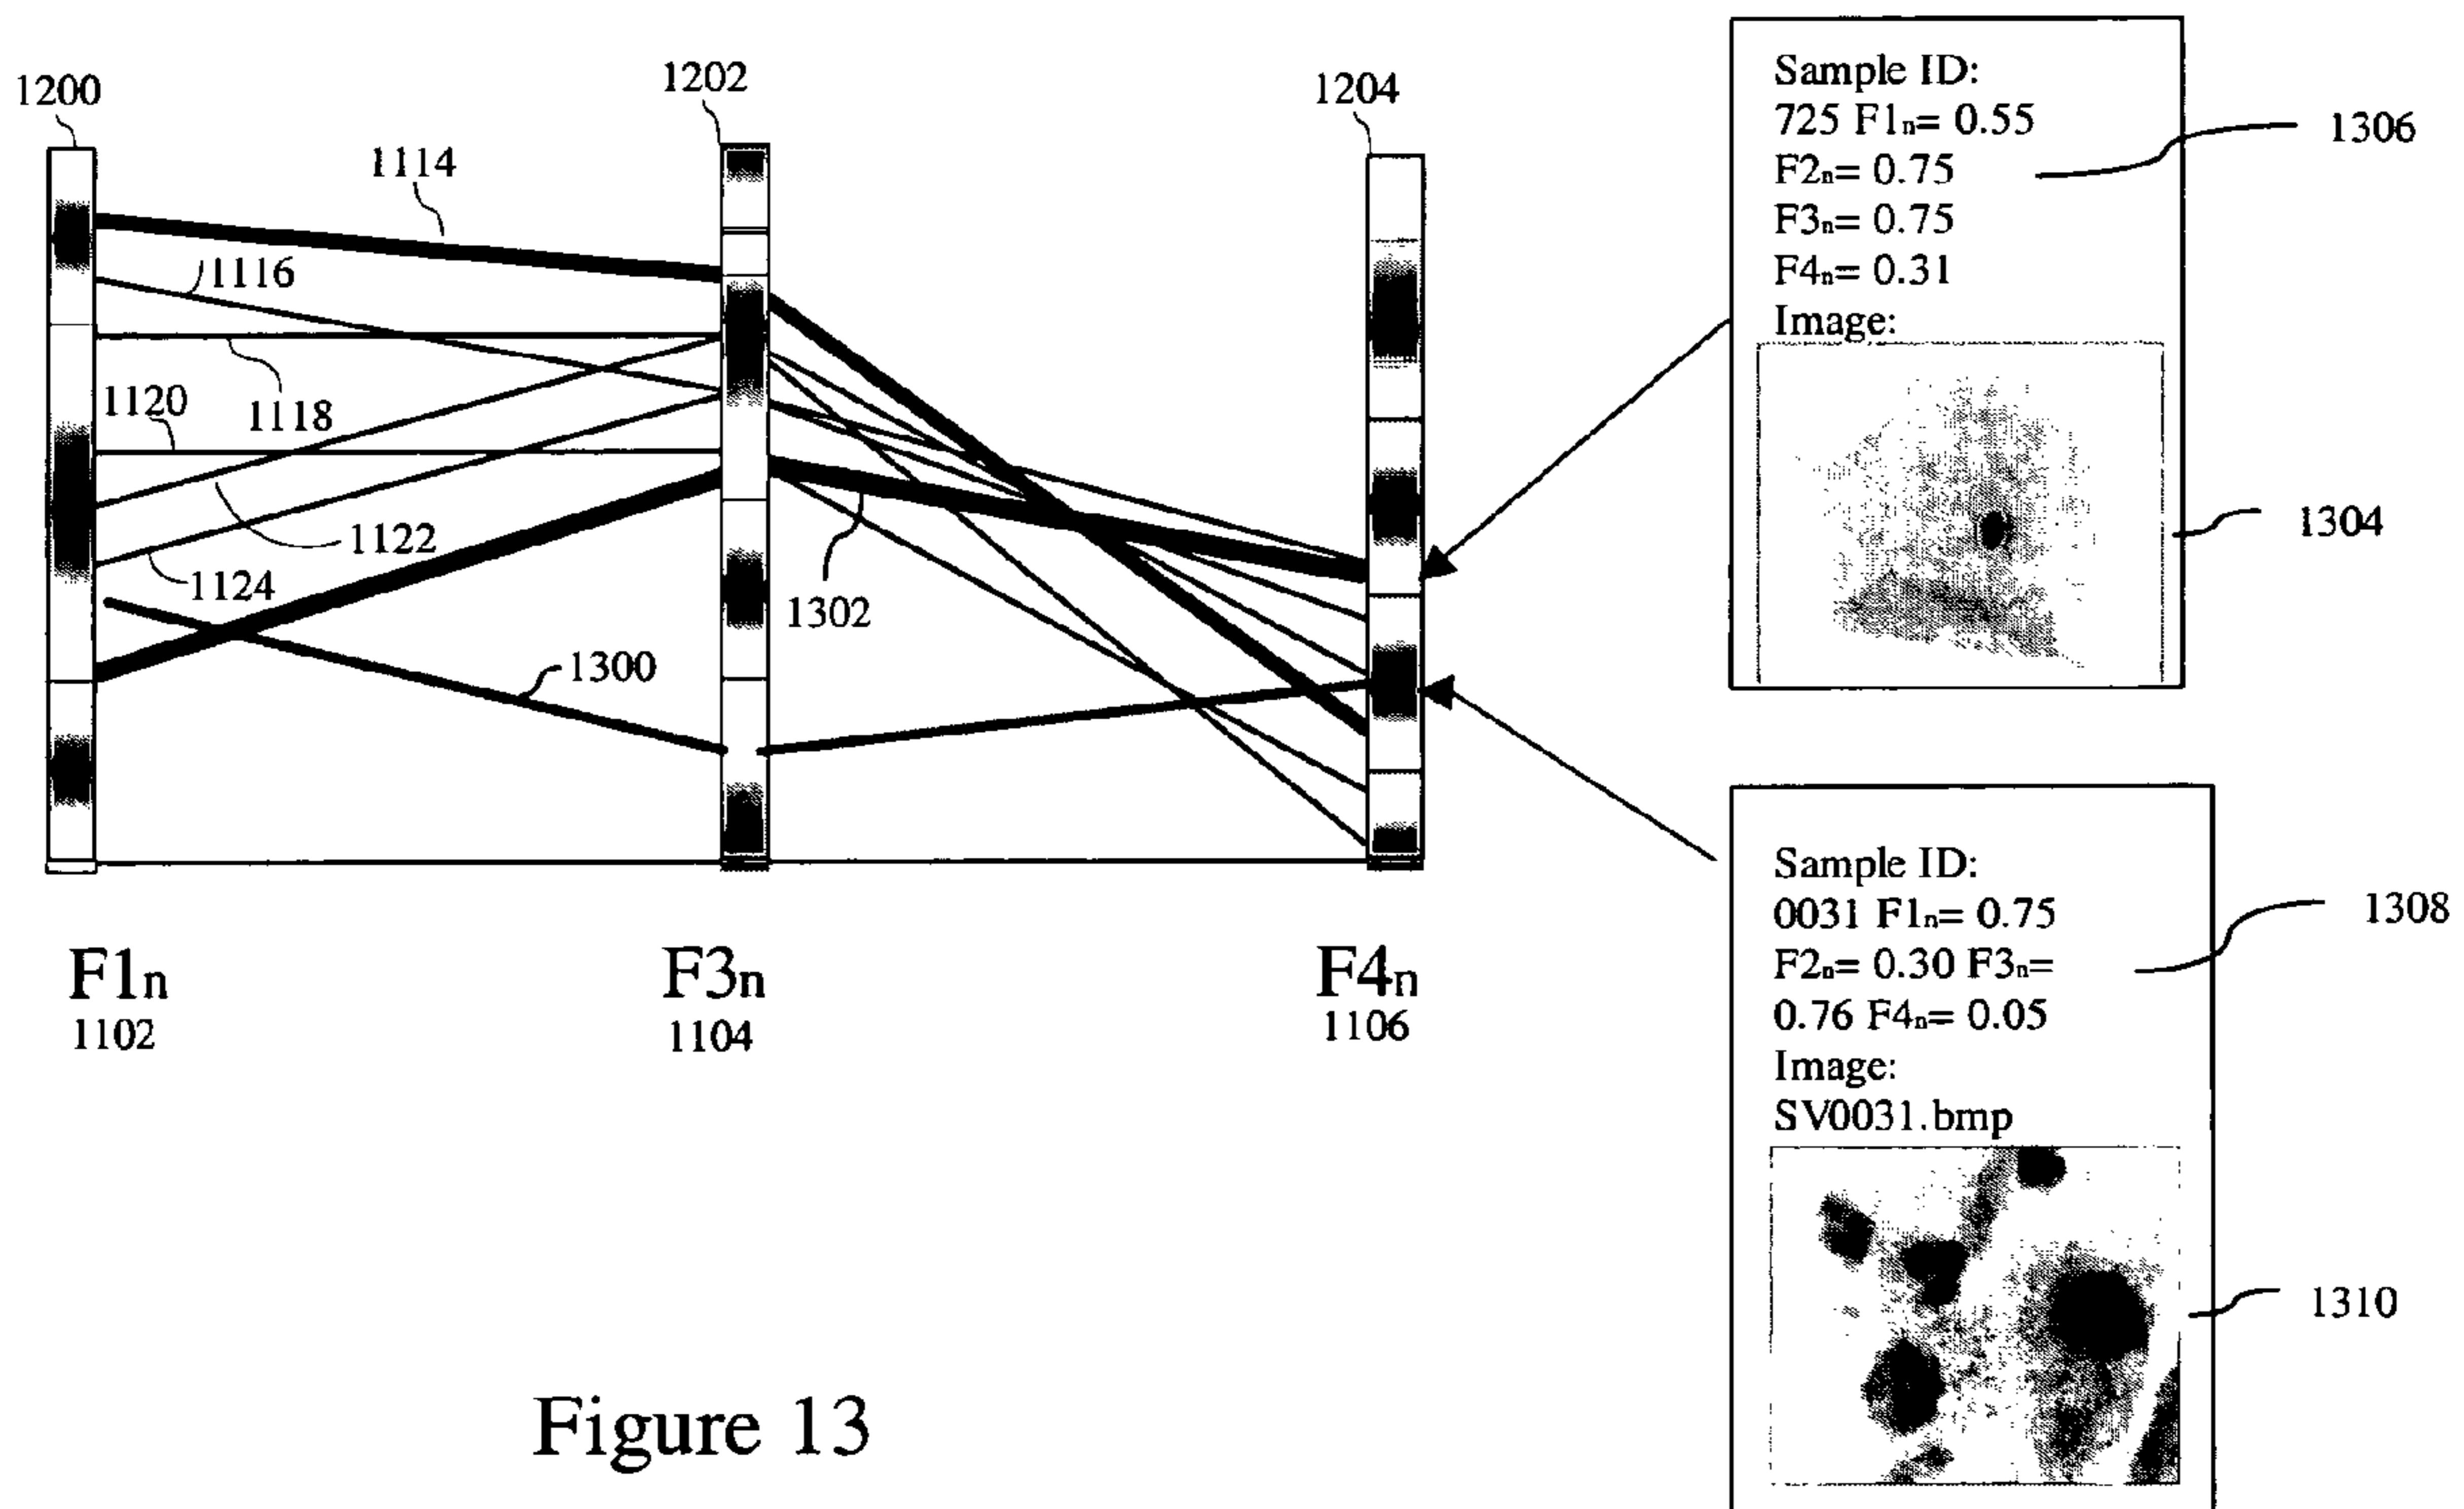 1200
1202
1204
1114
1116
1118
1120
1122
1124
1300
1302
Sample ID:
725 F1n= 0.55
F2n= 0.75
F3n= 0.75
F4n= 0.31
Image:
1306
1304
Sample ID:
0031 F1n= 0.75
F2n= 0.30 F3n=
0.76 F4n= 0.05
Image:
SV0031.bmp
1308
1310
F1n
1102
F3n
1104
F4n
1106
Figure 13